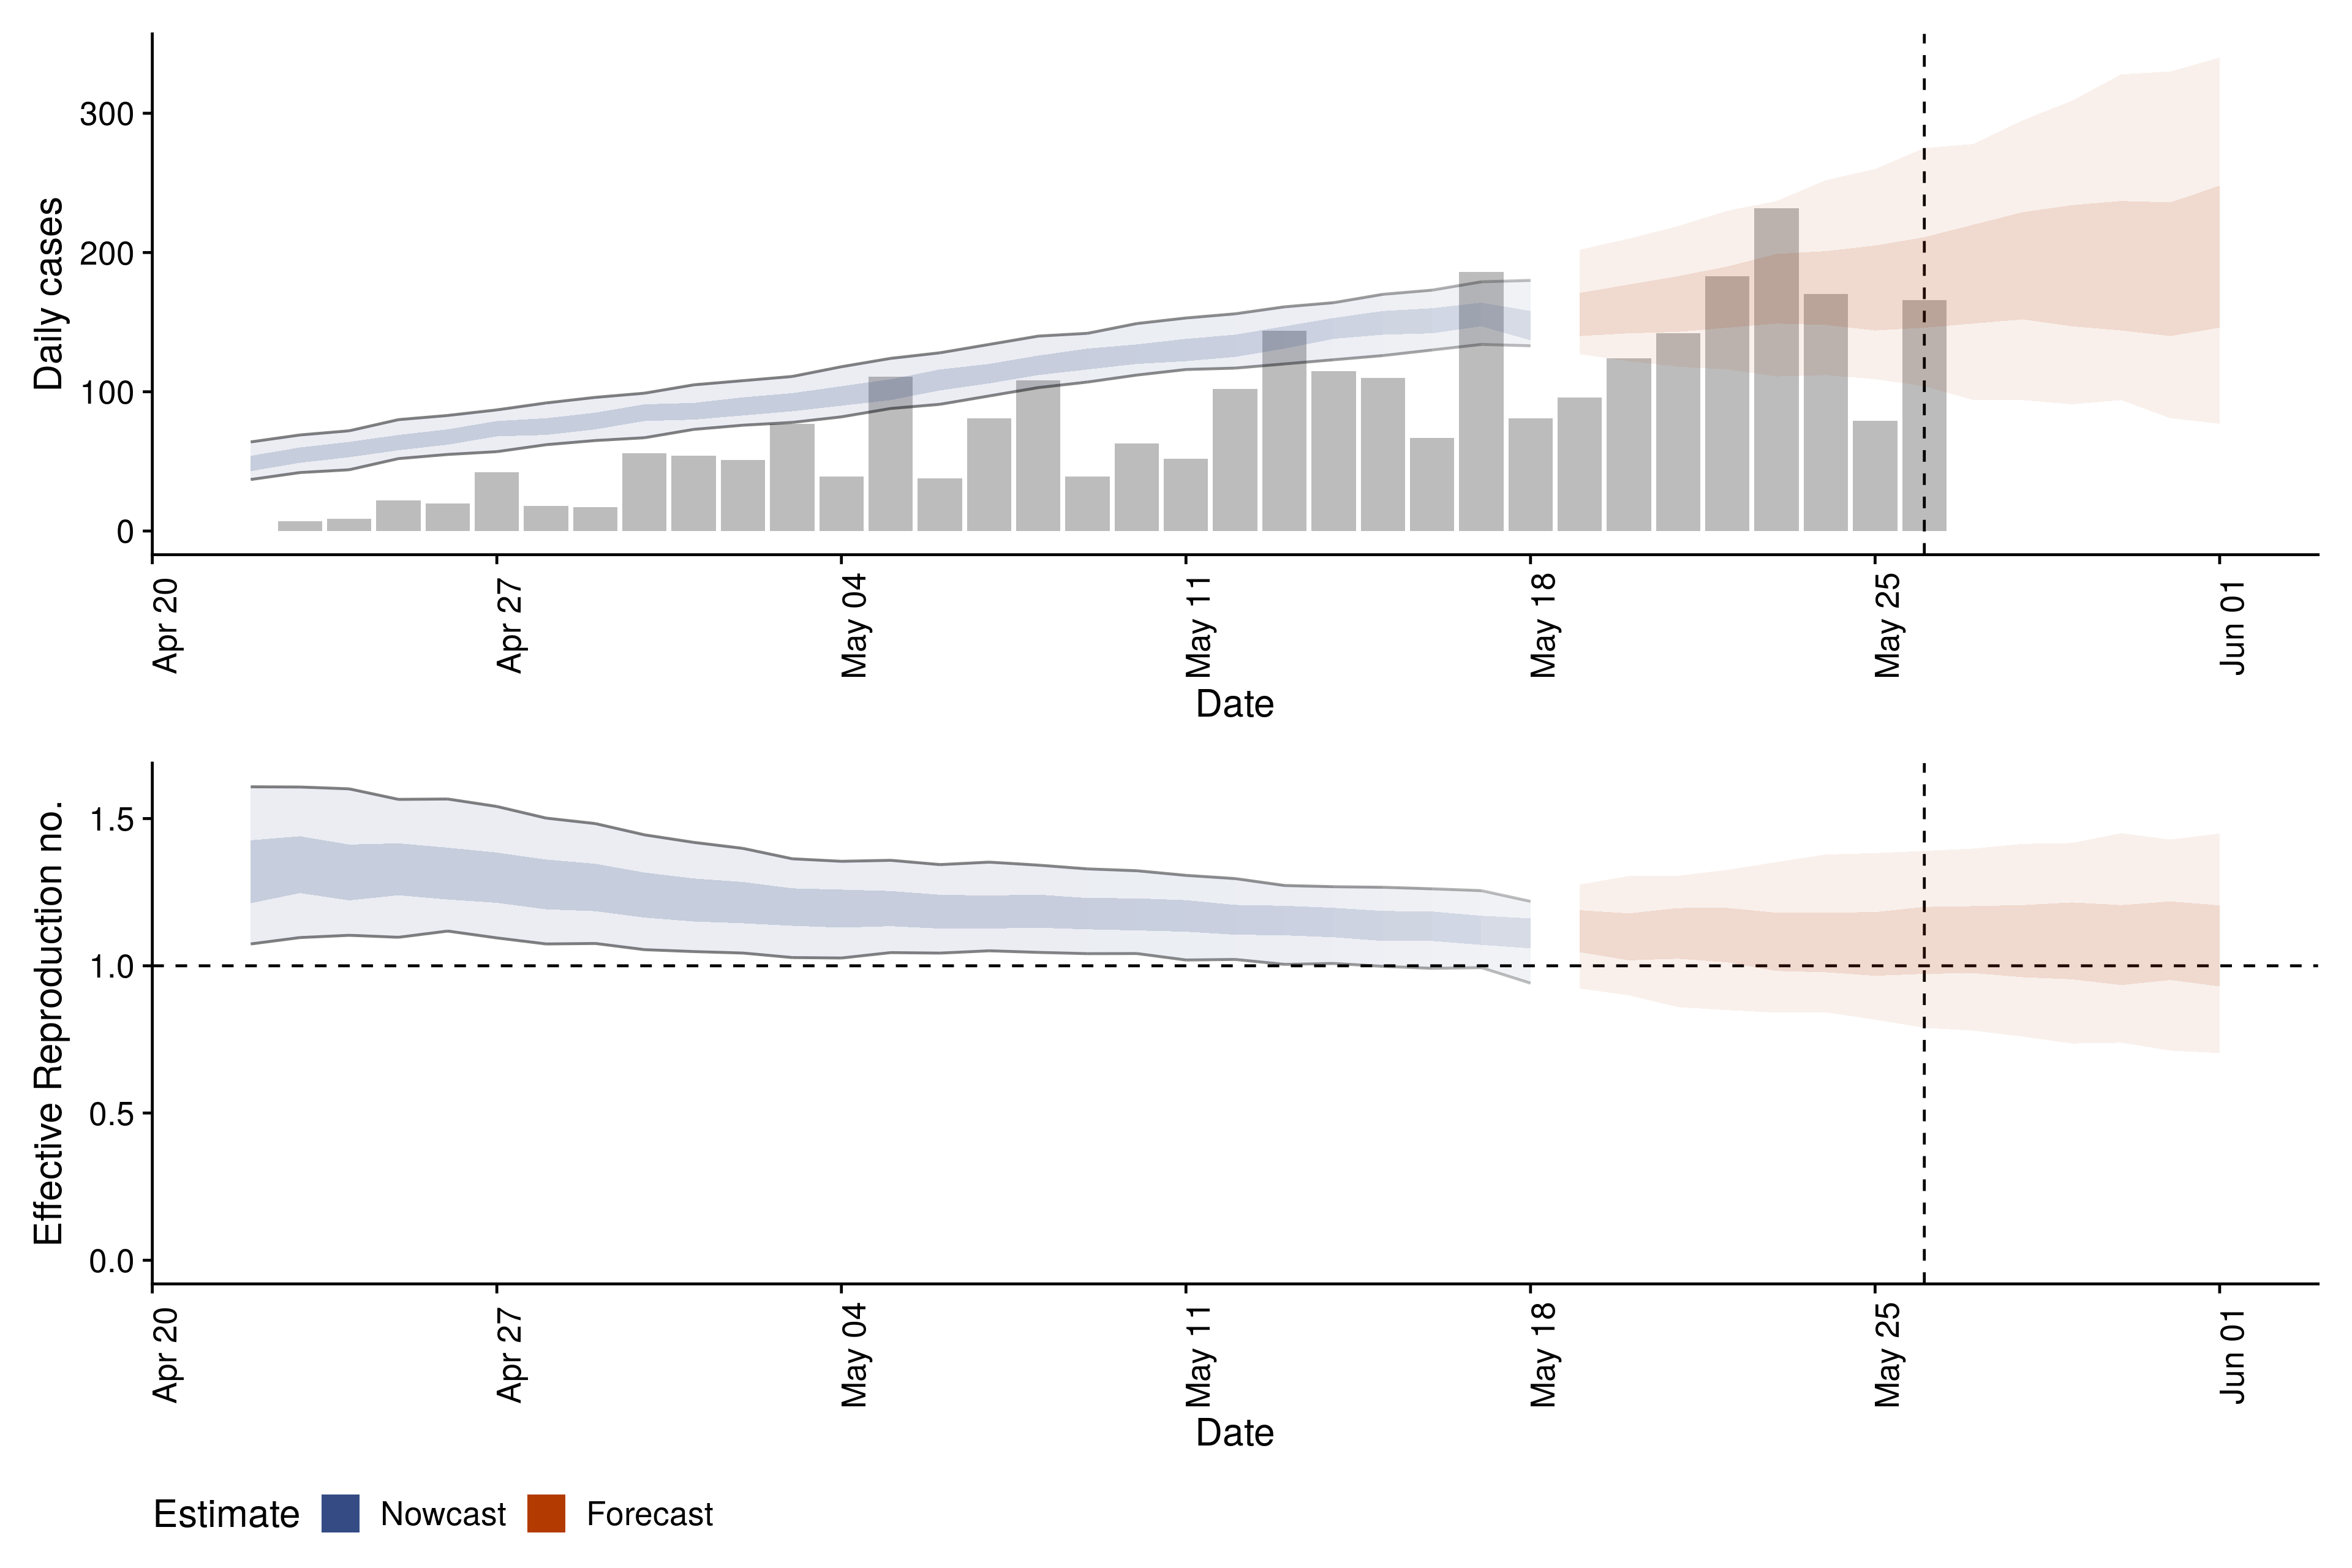 Daily cases
300
200
100
0
Apr 20
Apr 27
May 04
May 11
May 18
May 25
Jun 01
Date
Effective Reproduction no.
1.5
1.0
0.5
0.0
Apr 20
Apr 27
May 04
May 11
May 18
May 25
Jun 01
Date
Estimate Nowcast Forecast